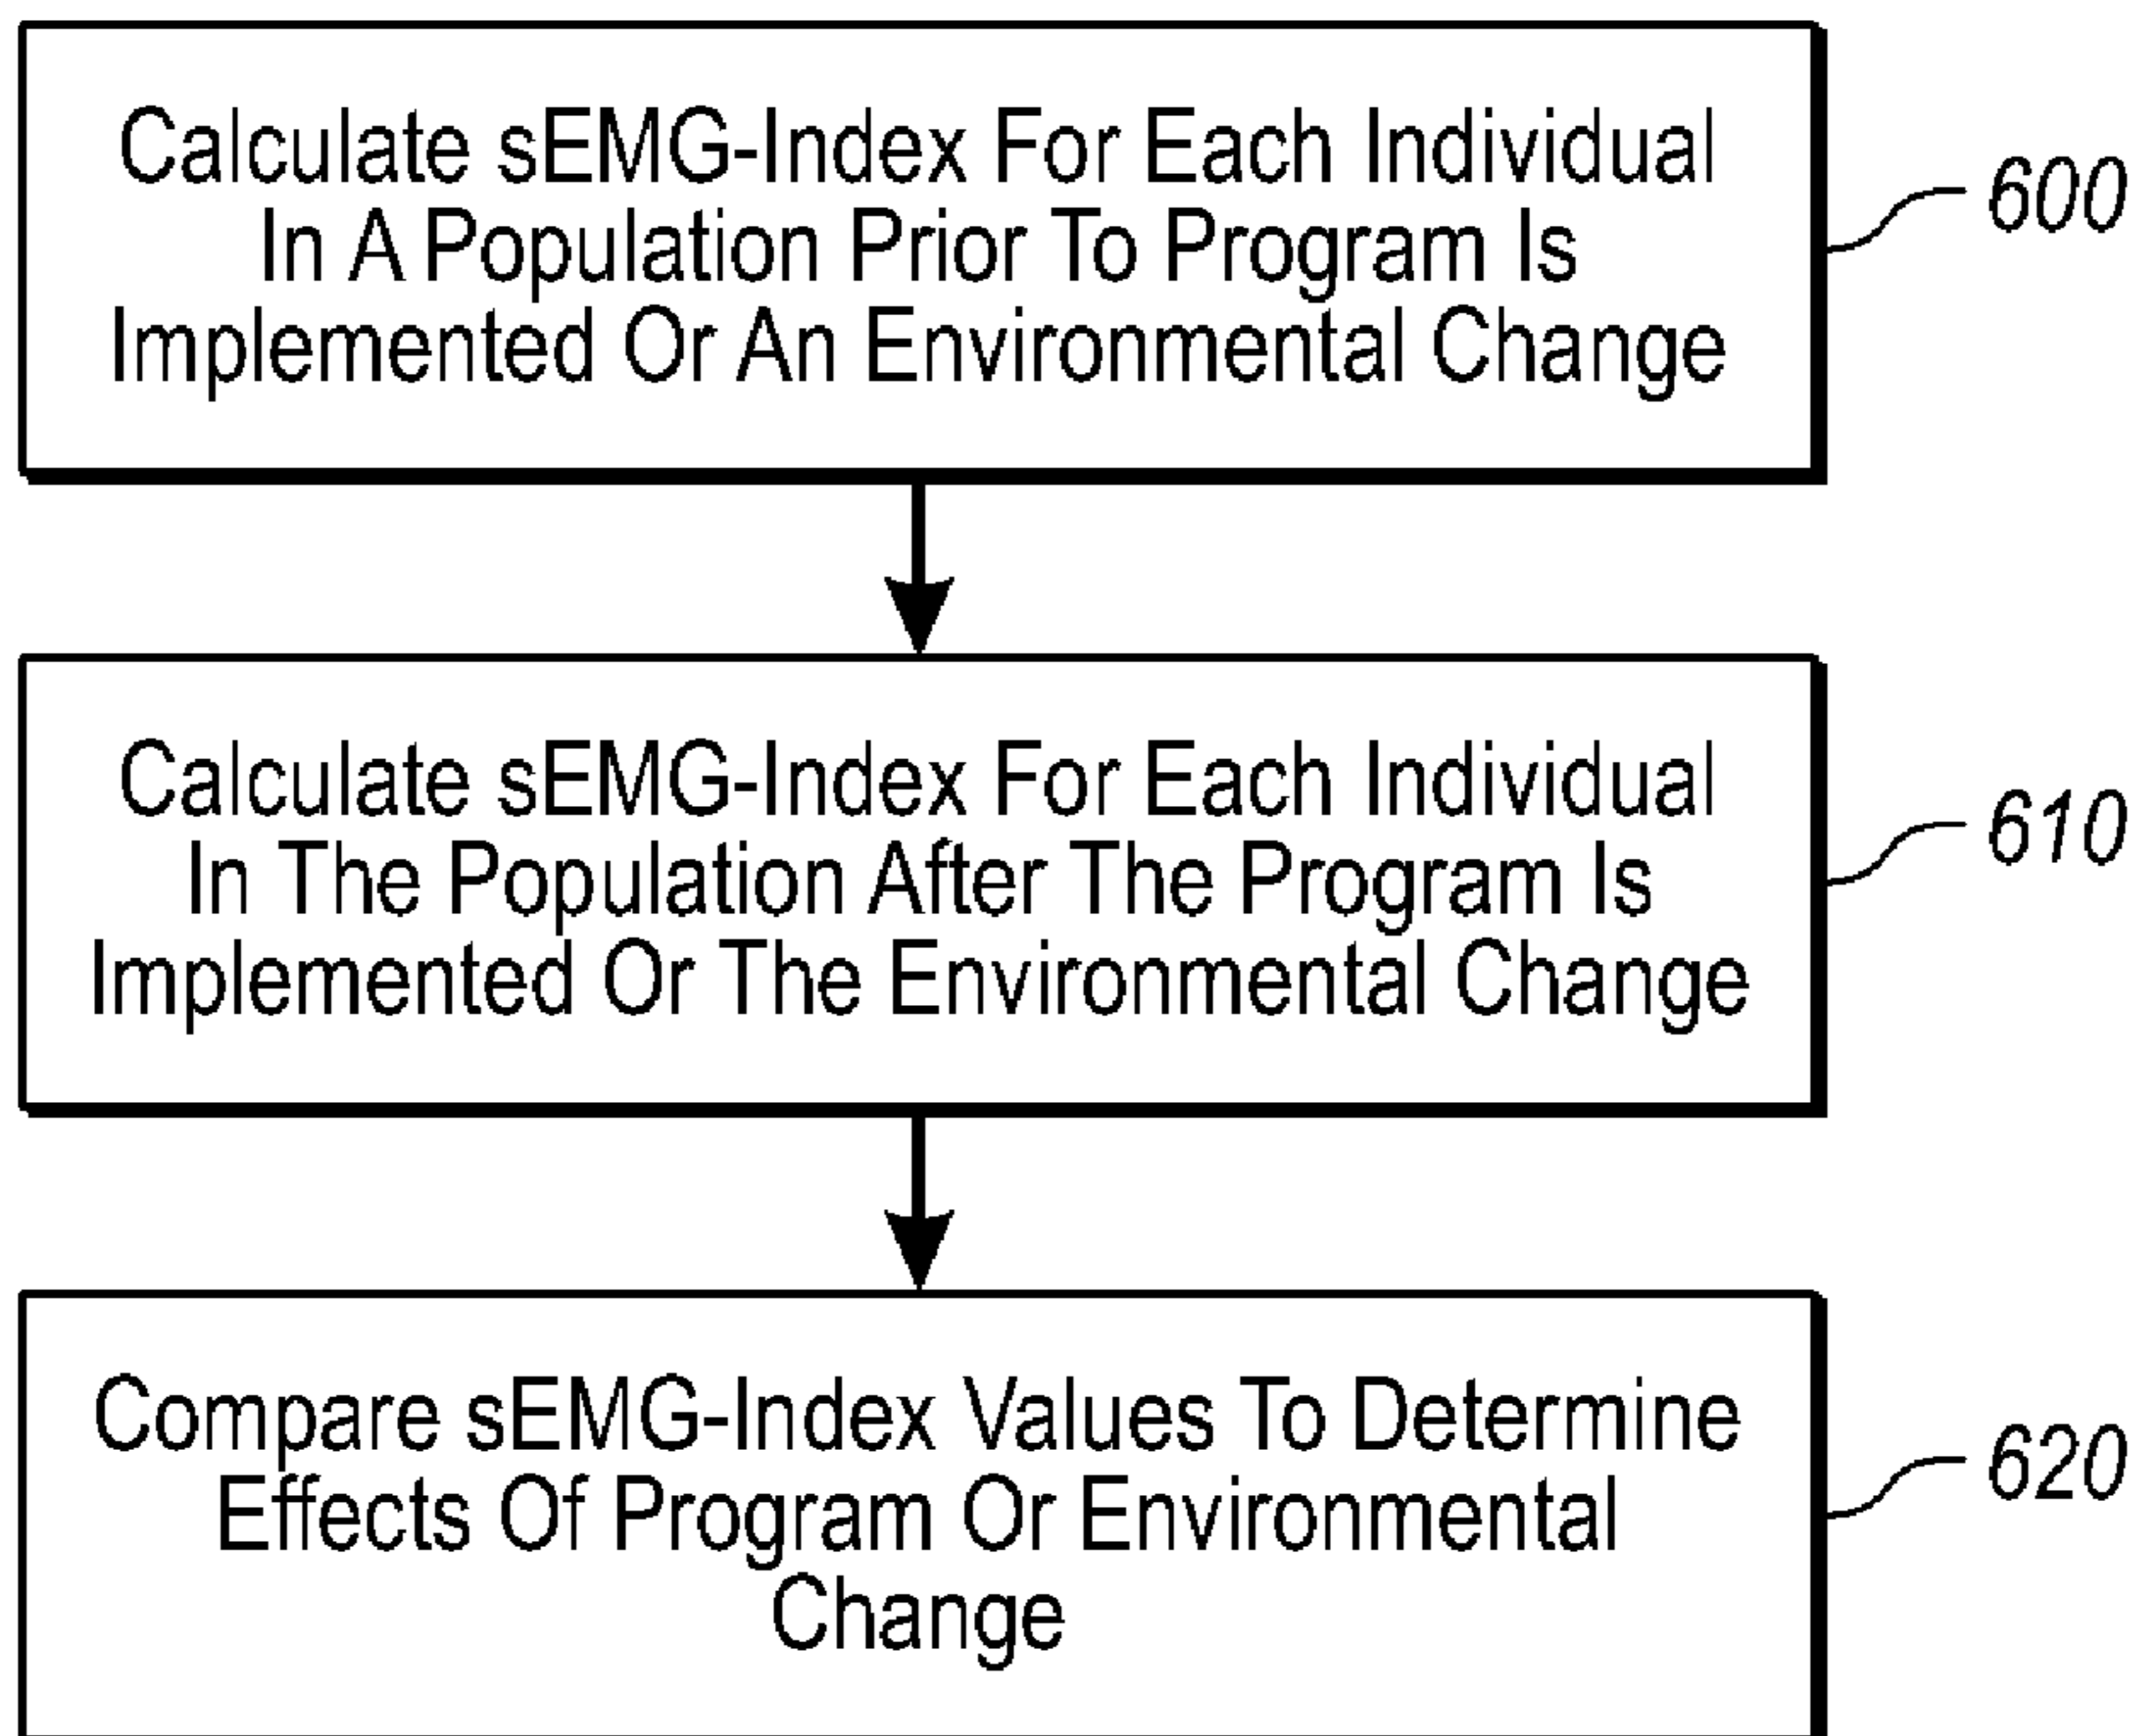 Calculate sEMG-Index For Each Individual
In A Population Prior To Program Is
Implemented Or An Environmental Change
600
Calculate sEMG-Index For Each Individual
In The Population After The Program Is
Implemented Or The Environmental Change
610
Compare sEMG-Index Values To Determine
Effects Of Program Or Environmental
Change
620